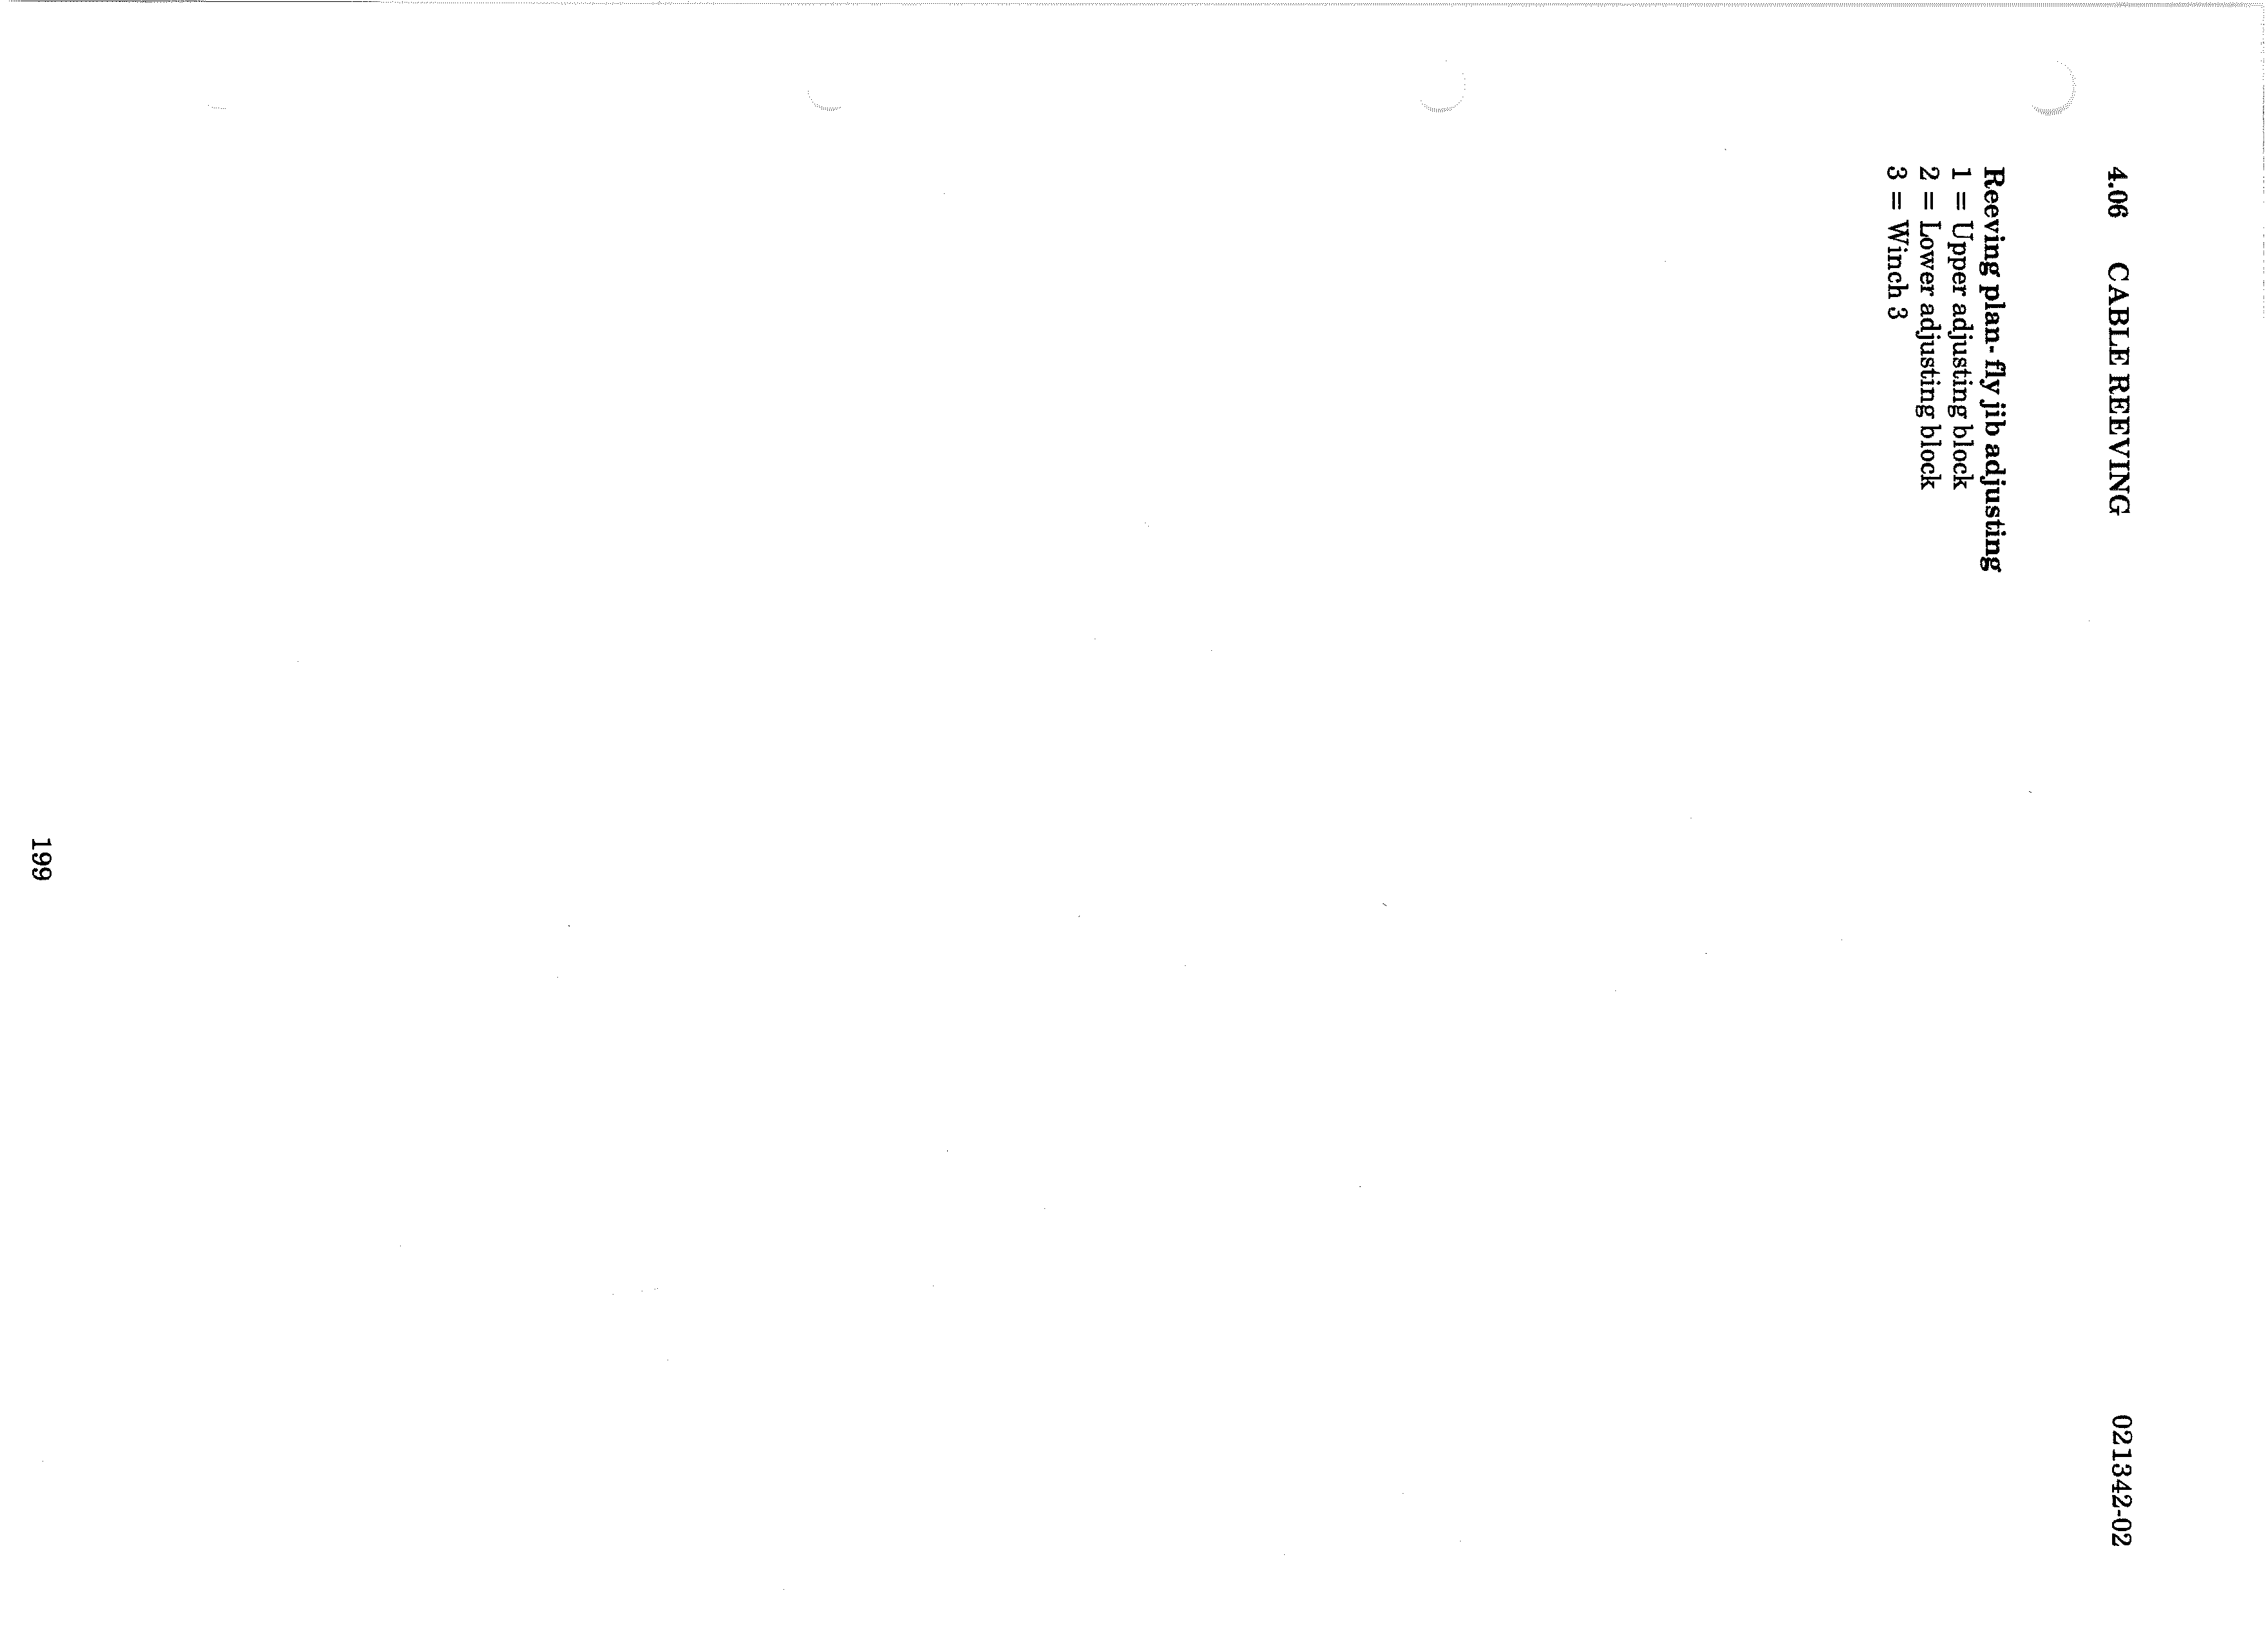 4.06 CABLE REEVING 021342-02
Reeving plan- fly jib adjusting
1 = Upper adjusting block
2 = Lower adjusting block
3 = Winch 3
199